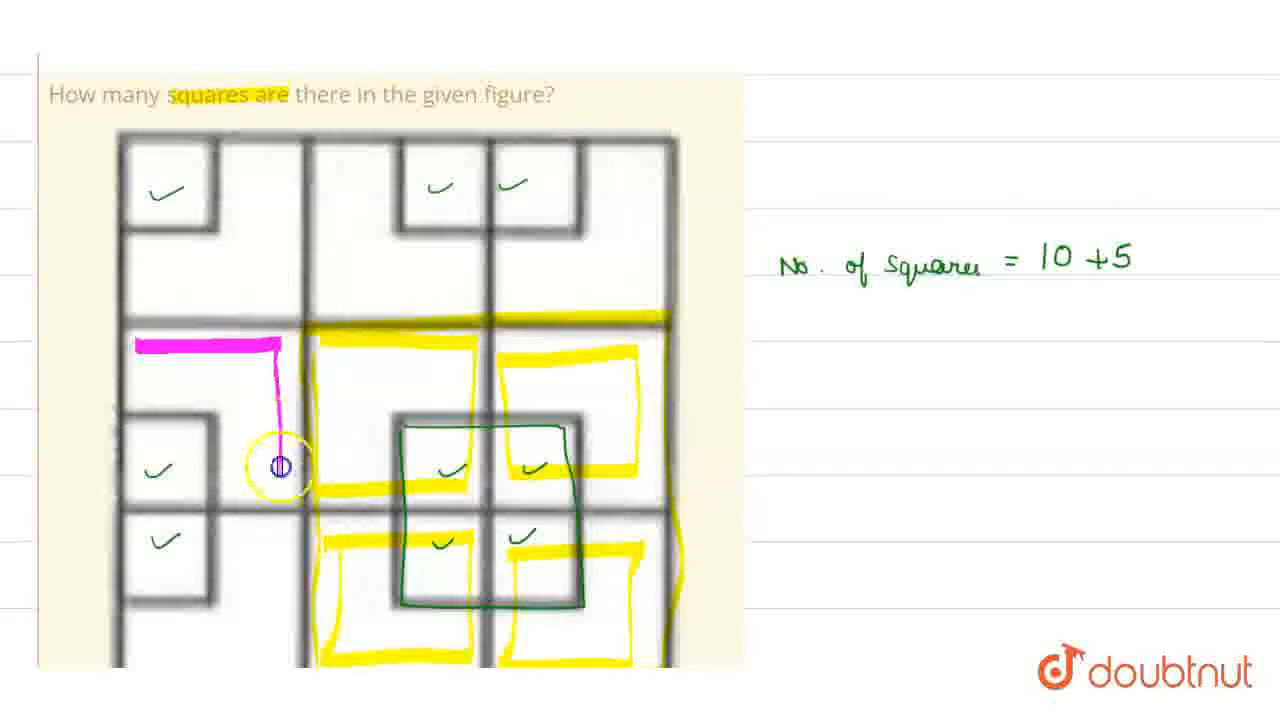 How many squares are there in the given figure?
No. of Squares = 10 + 5
doubtnut